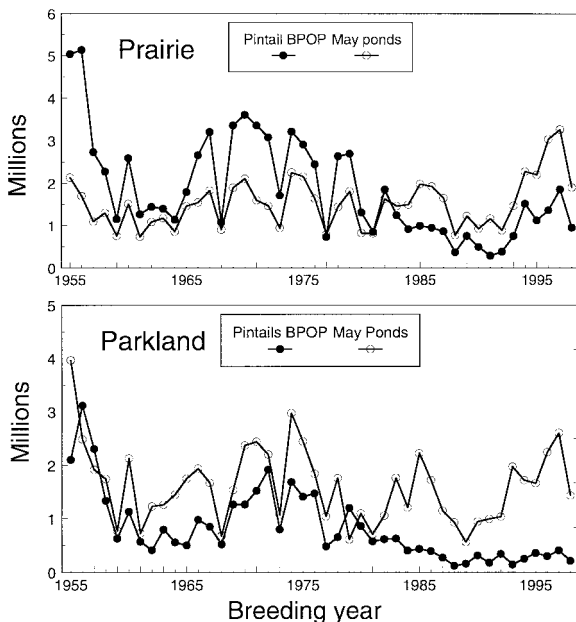 Prairie
Pintail BPOP May ponds
Millions
6
5
4
3
2
1
0
1955 1965 1975 1985 1995
Parkland
Pintails BPOP May Ponds
Millions
5
4
3
2
1
0
1955 1965 1975 1985 1995
Breeding year